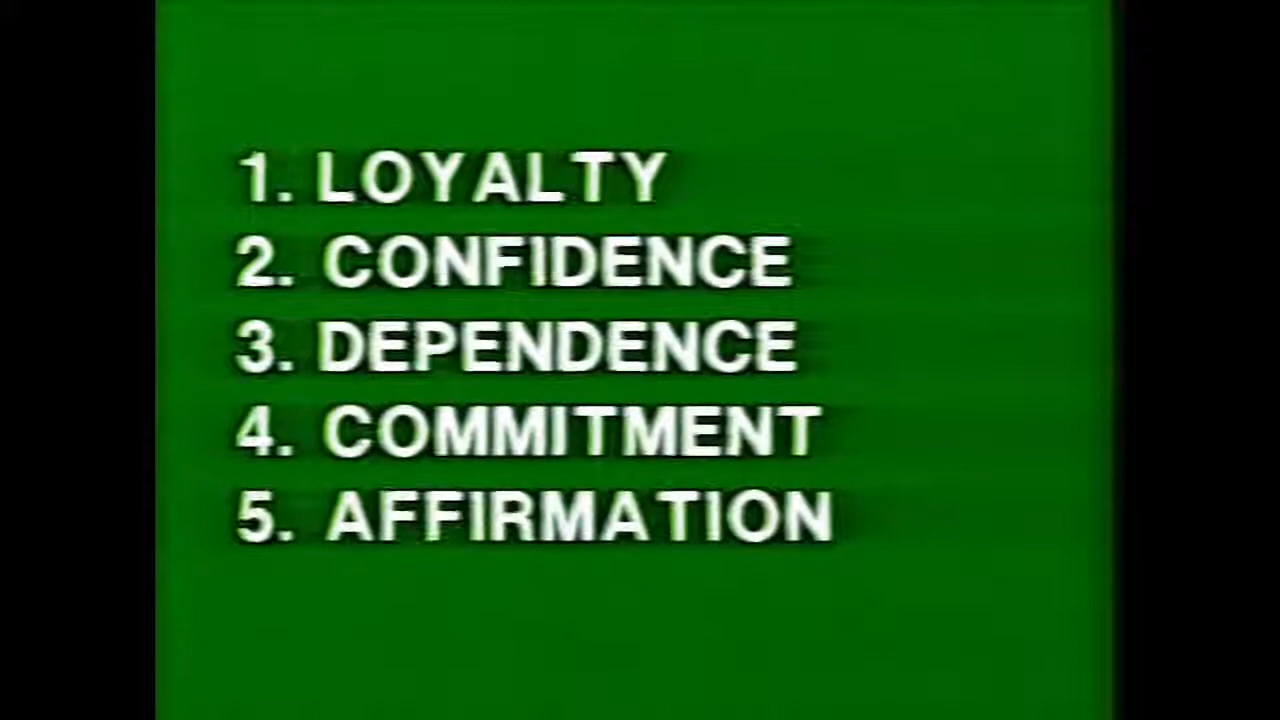 1. LOYALTY
2. CONFIDENCE
3. DEPENDENCE
4. COMMITMENT
5. AFFIRMATION